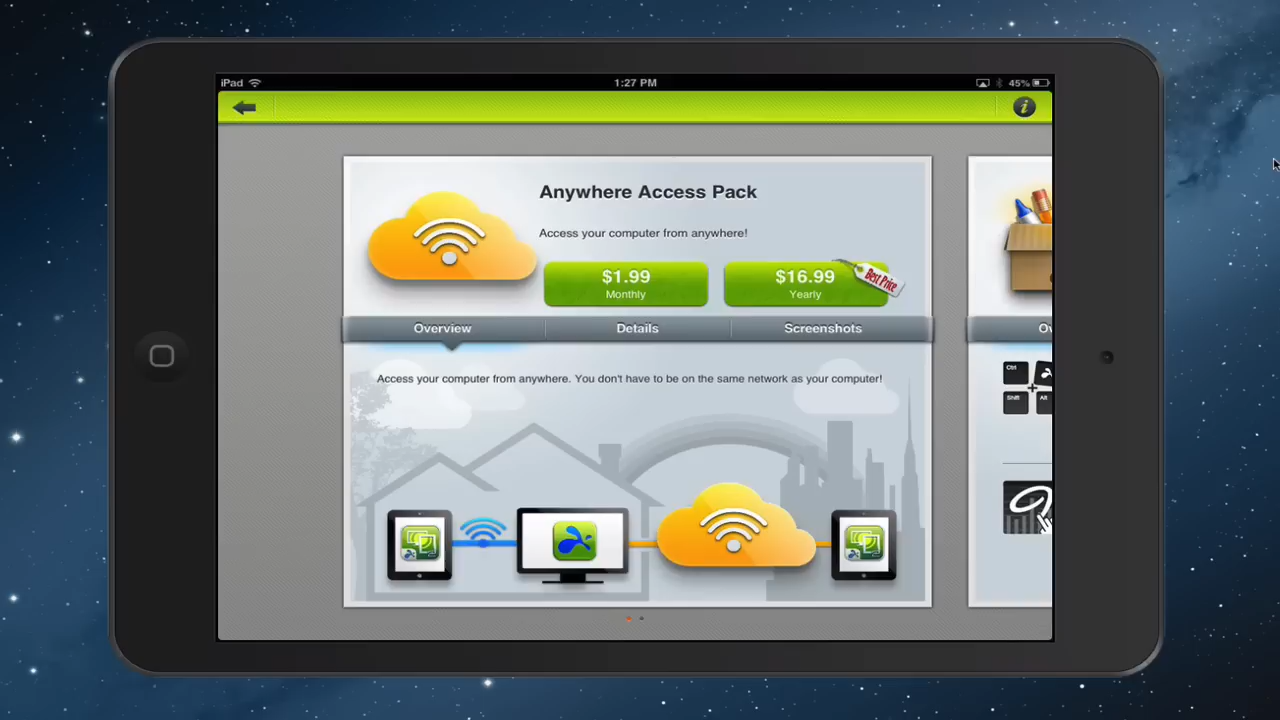 iPad
1:27 PM
45%
i
Anywhere Access Pack
Access your computer from anywhere!
$1.99
Monthly
$16.99
Yearly
Best Price
Overview
Details
Screenshots
Ov
Access your computer from anywhere. You don't have to be on the same network as your computer!
Ctrl
+
Shift
Alt